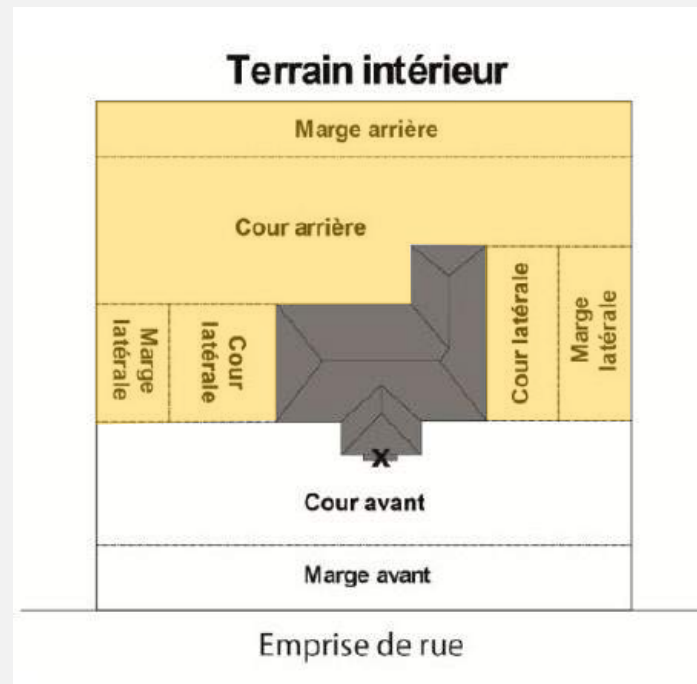 Terrain intérieur
Marge arrière
Cour arrière
Marge
latérale
Cour
latérale
Cour latérale
Marge
latérale
X
Cour avant
Marge avant
Emprise de rue